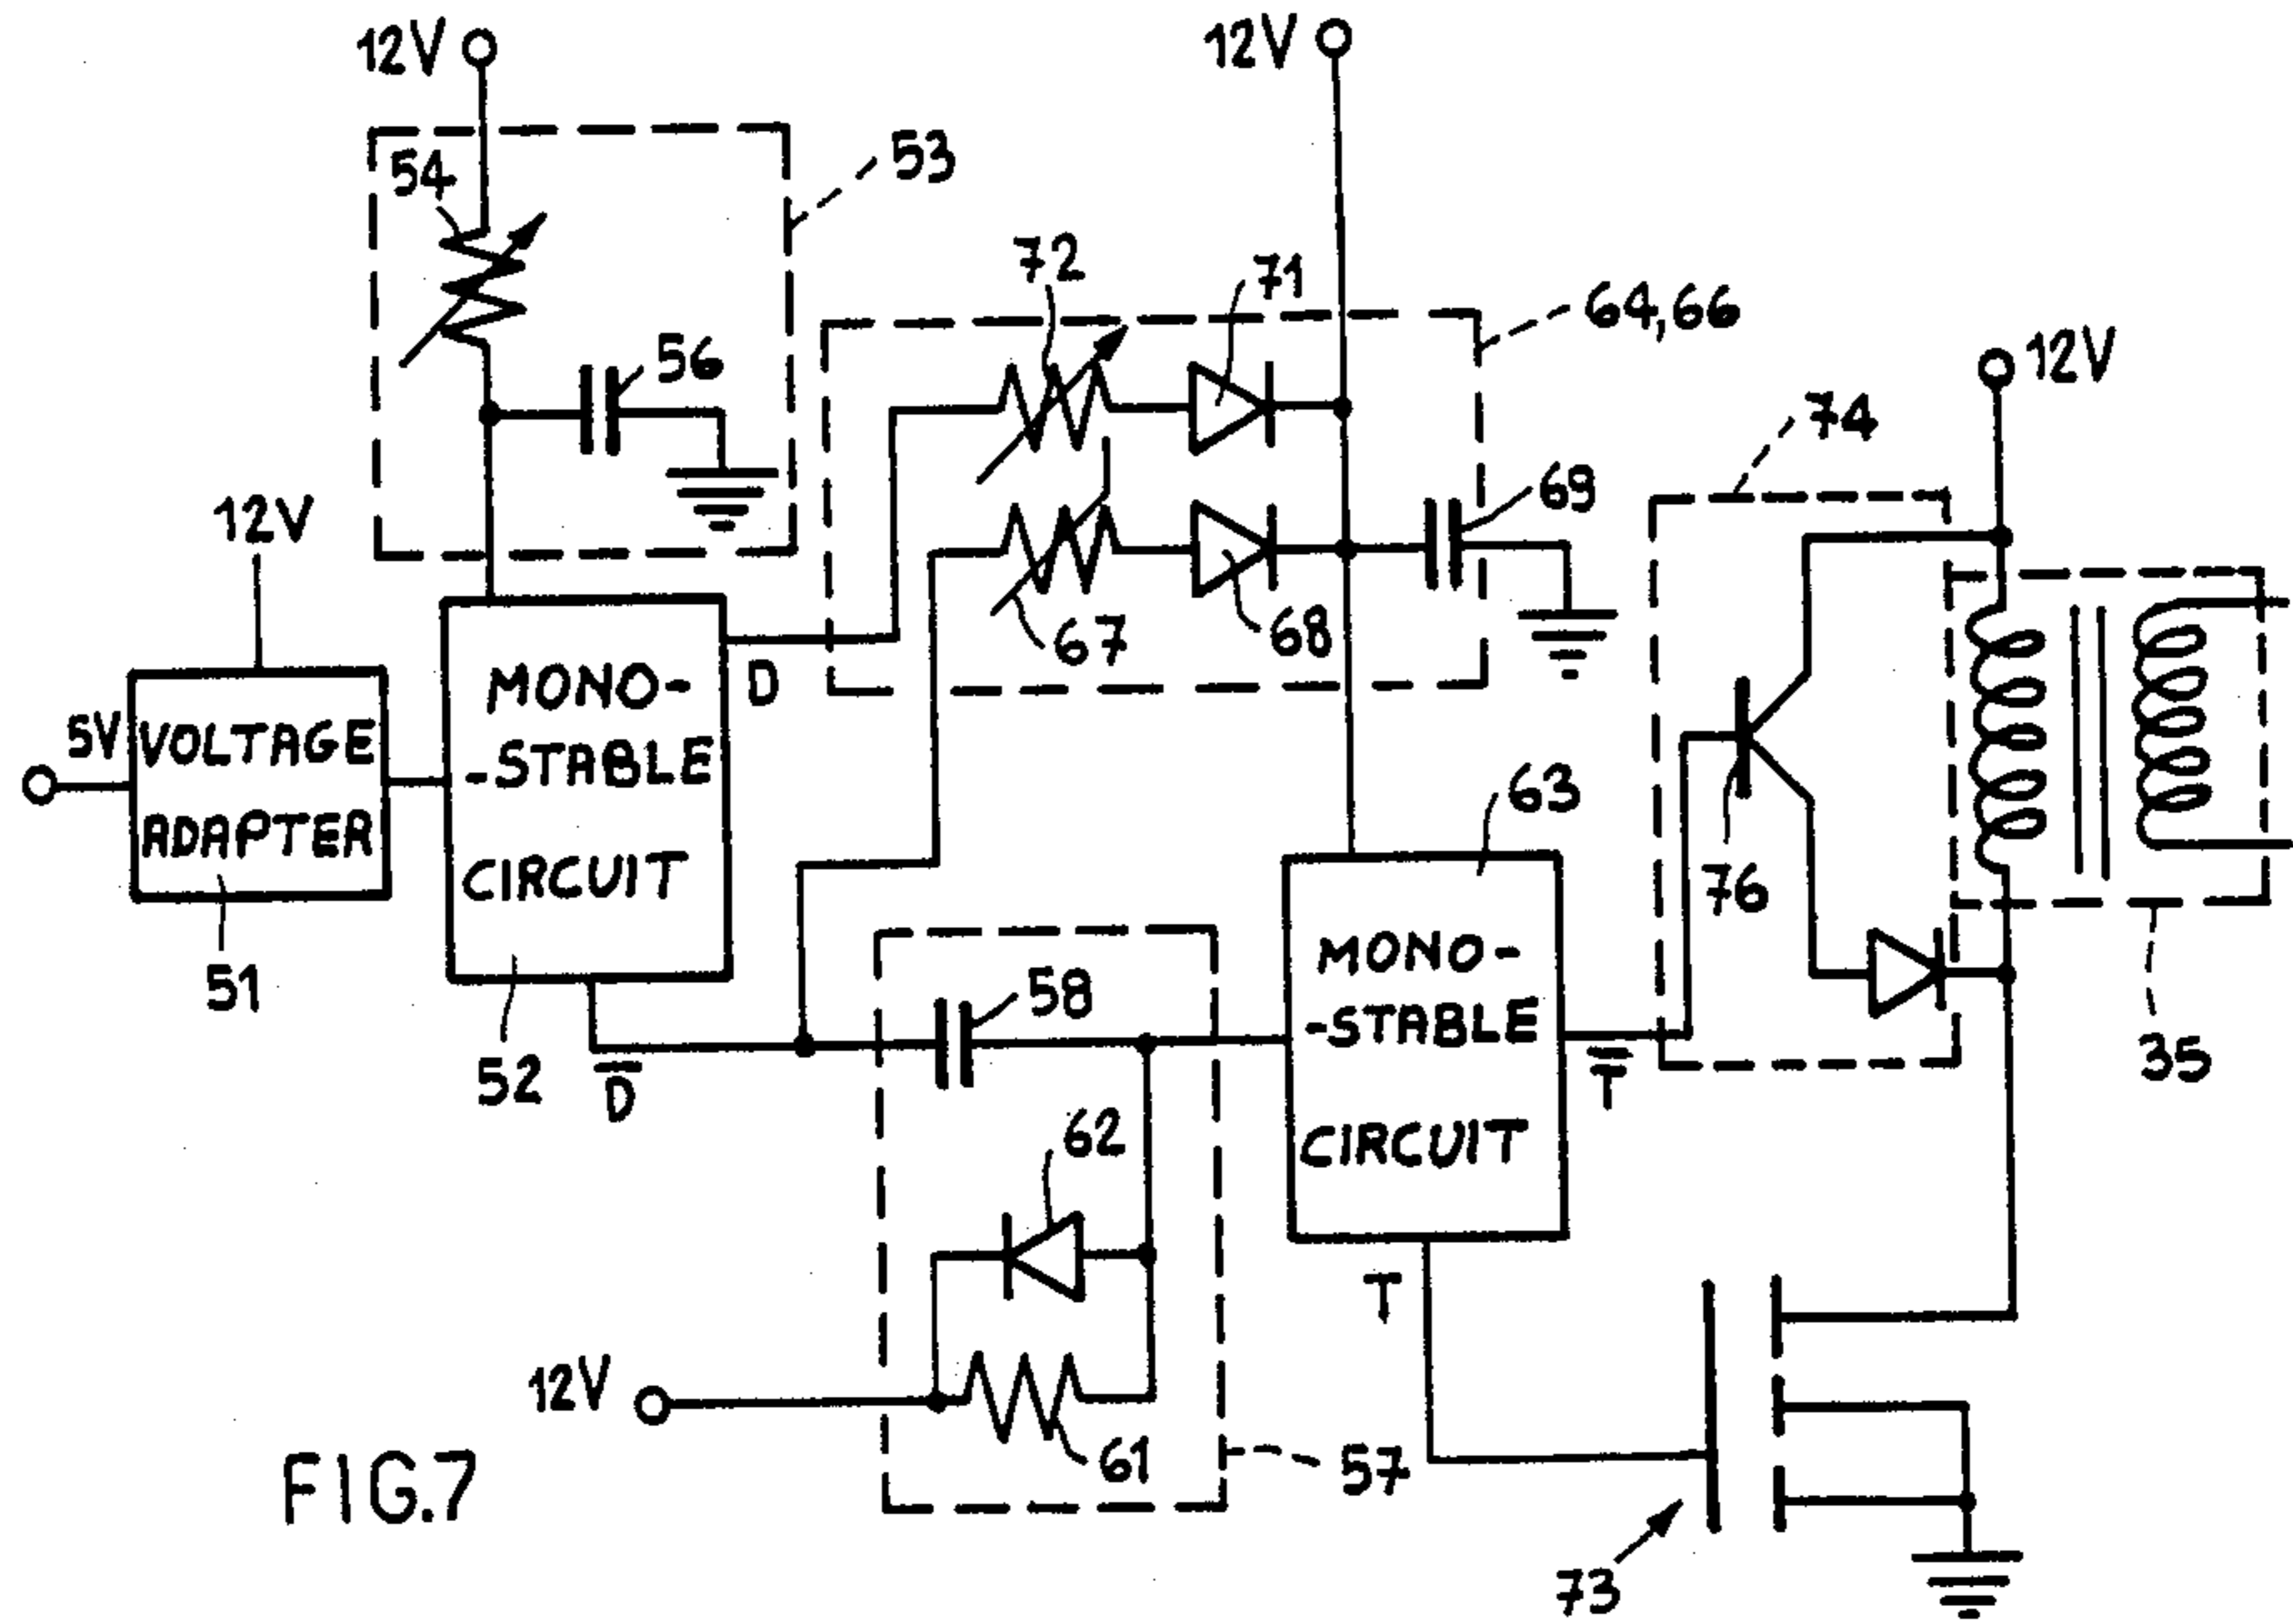 12V
12V
53
54
72
71
64,66
56
12V
74
69
12V
67
68
D
5V
VOLTAGE
ADAPTER
MONO-
-STABLE
CIRCUIT
63
76
51
58
MONO-
-STABLE
CIRCUIT
52
D̅
T̅
35
62
T
12V
61
57
73
FIG.7